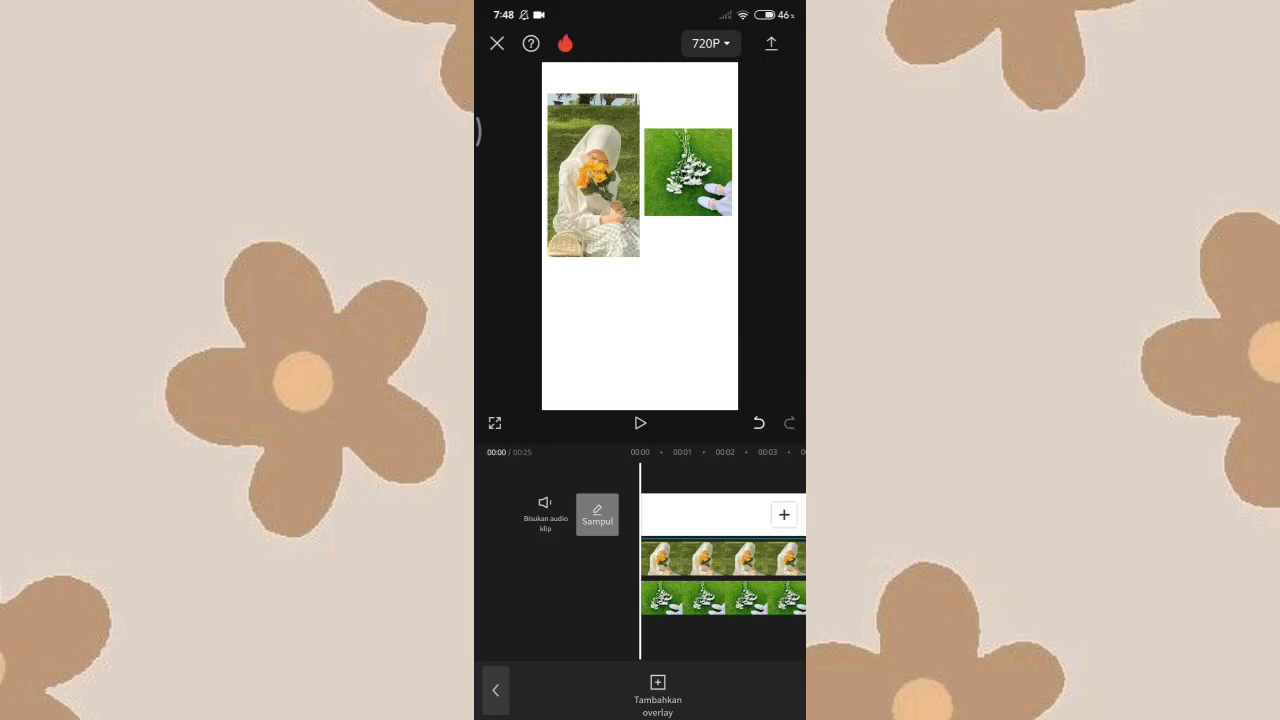 7:48
46
720P
00:00 / 00:25
00:00
00:01
00:02
00:03
Bisukan audio
klip
Sampul
Tambahkan
overlay